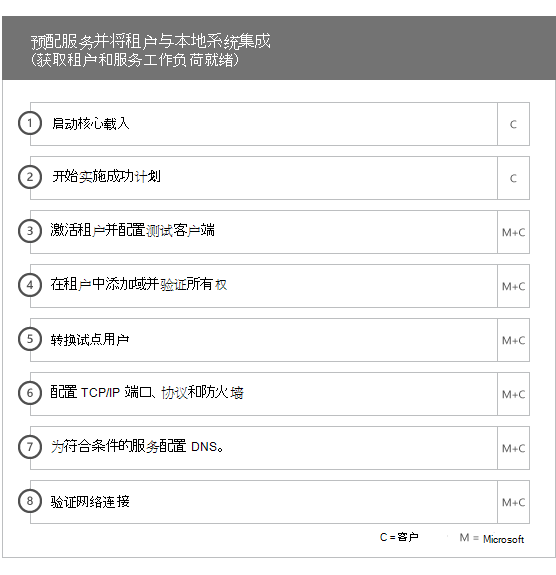 预配服务并将租户与本地系统集成
(获取租户和服务工作负荷就绪)
1 启动核心载入 C
2 开始实施成功计划 C
3 激活租户并配置测试客户端 M+C
4 在租户中添加域并验证所有权 M+C
5 转换试点用户 M+C
6 配置 TCP/IP 端口、协议和防火墙 M+C
7 为符合条件的服务配置 DNS。 M+C
8 验证网络连接 M+C
C = 客户 M = Microsoft